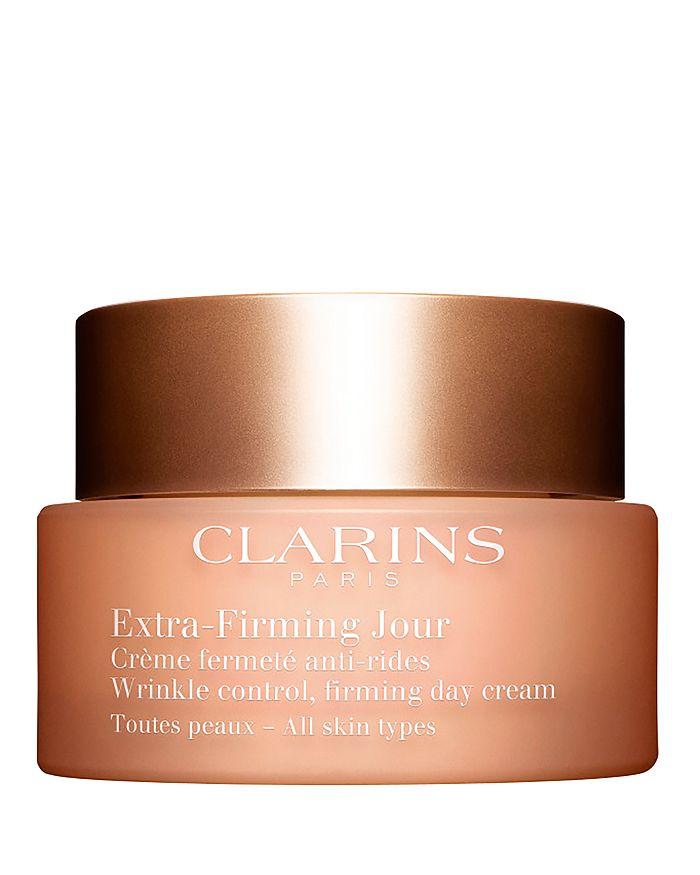 CLARINS
PARIS
Extra-Firming Jour
Crème fermeté anti-rides
Wrinkle control, firming day cream
Toutes peaux – All skin types